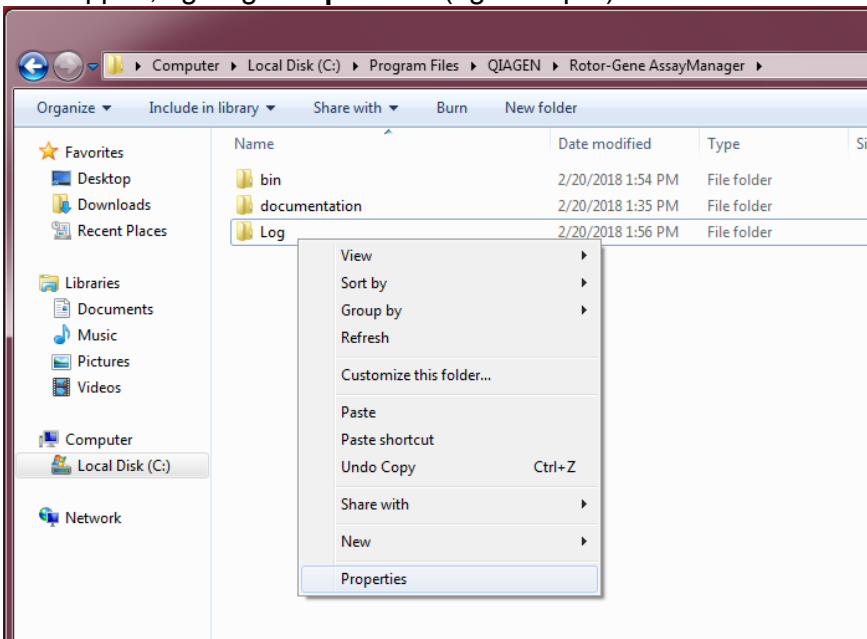 Computer ▸ Local Disk (C:) ▸ Program Files ▸ QIAGEN ▸ Rotor-Gene AssayManager ▸
Organize ▾ Include in library ▾ Share with ▾ Burn New folder
Favorites
Desktop
Downloads
Recent Places
Libraries
Documents
Music
Pictures
Videos
Computer
Local Disk (C:)
Network
Name Date modified Type
bin 2/20/2018 1:54 PM File folder
documentation 2/20/2018 1:35 PM File folder
Log 2/20/2018 1:56 PM File folder
View
Sort by
Group by
Refresh
Customize this folder...
Paste
Paste shortcut
Undo Copy Ctrl+Z
Share with
New
Properties